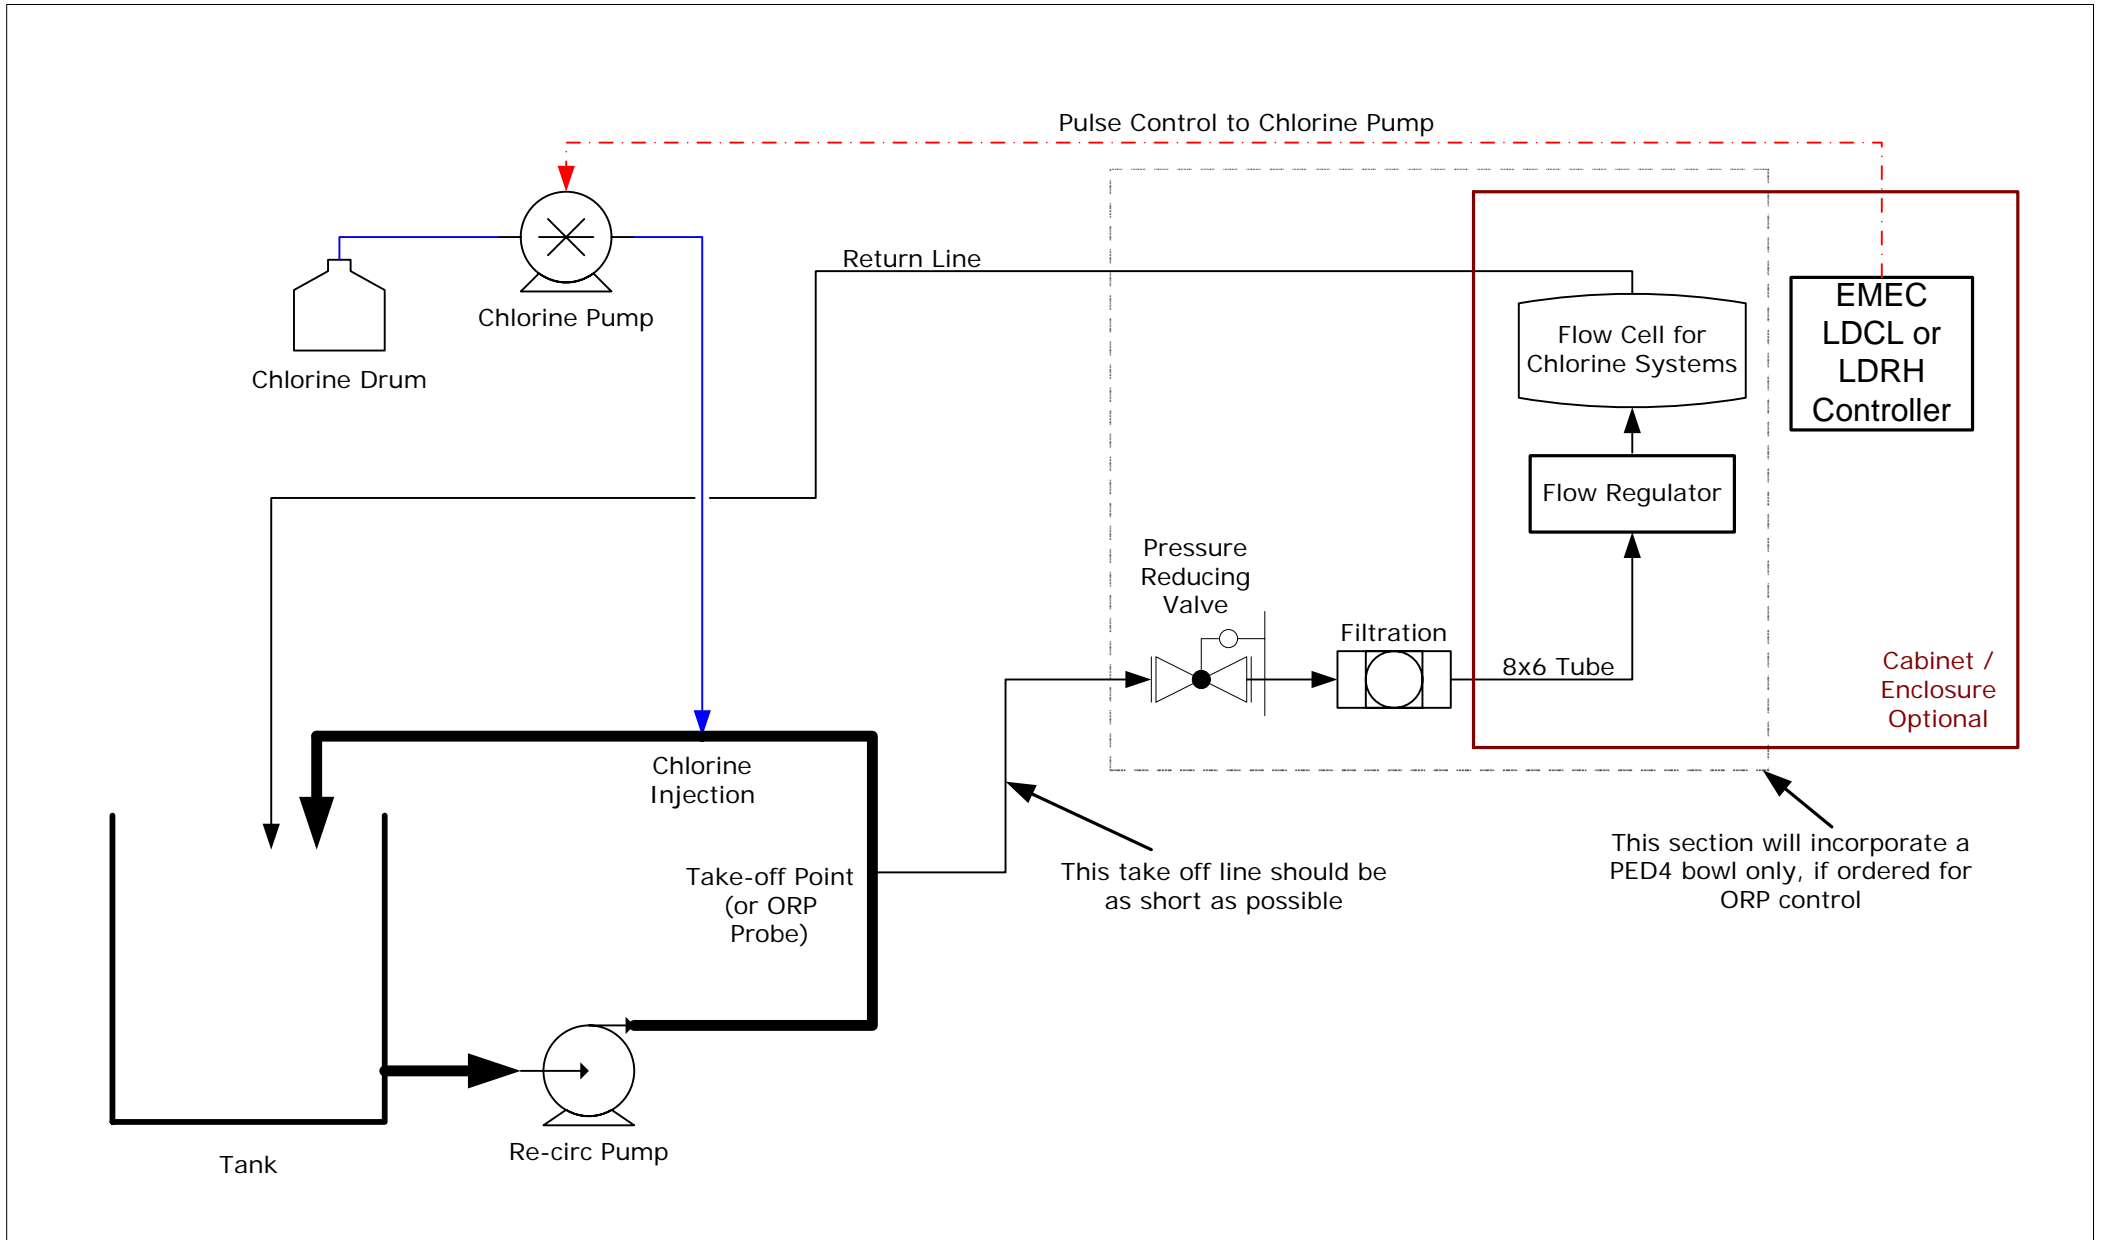 Pulse Control to Chlorine Pump
Return Line
Chlorine Pump
Chlorine Drum
EMEC
LDCL or
LDRH
Controller
Flow Cell for
Chlorine Systems
Flow Regulator
Pressure
Reducing
Valve
Filtration
8x6 Tube
Cabinet /
Enclosure
Optional
Chlorine
Injection
Take-off Point
(or ORP
Probe)
This take off line should be
as short as possible
This section will incorporate a
PED4 bowl only, if ordered for
ORP control
Re-circ Pump
Tank